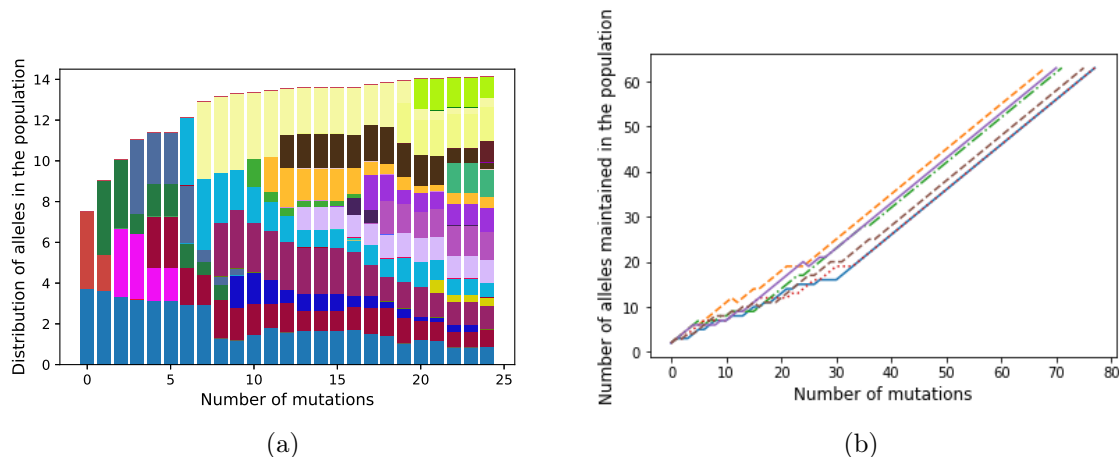 Distribution of alleles in the population
14
12
10
8
6
4
2
0
0 5 10 15 20 25
Number of mutations
(a)
Number of alleles maintained in the population
60
50
40
30
20
10
0
0 10 20 30 40 50 60 70 80
Number of mutations
(b)